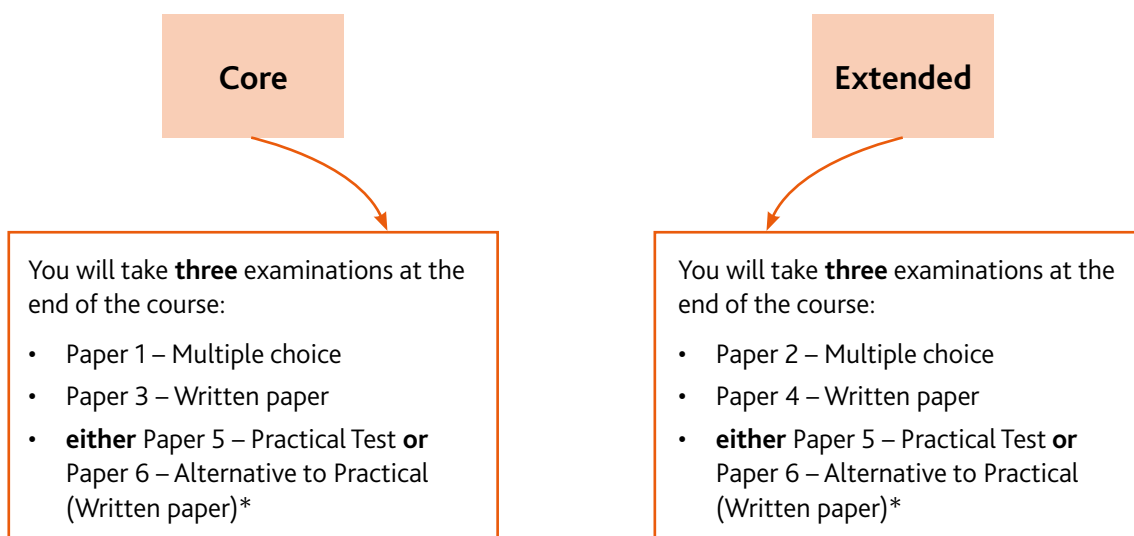 Core
You will take three examinations at the
end of the course:
• Paper 1 – Multiple choice
• Paper 3 – Written paper
• either Paper 5 – Practical Test or
Paper 6 – Alternative to Practical
(Written paper)*
Extended
You will take three examinations at the
end of the course:
• Paper 2 – Multiple choice
• Paper 4 – Written paper
• either Paper 5 – Practical Test or
Paper 6 – Alternative to Practical
(Written paper)*